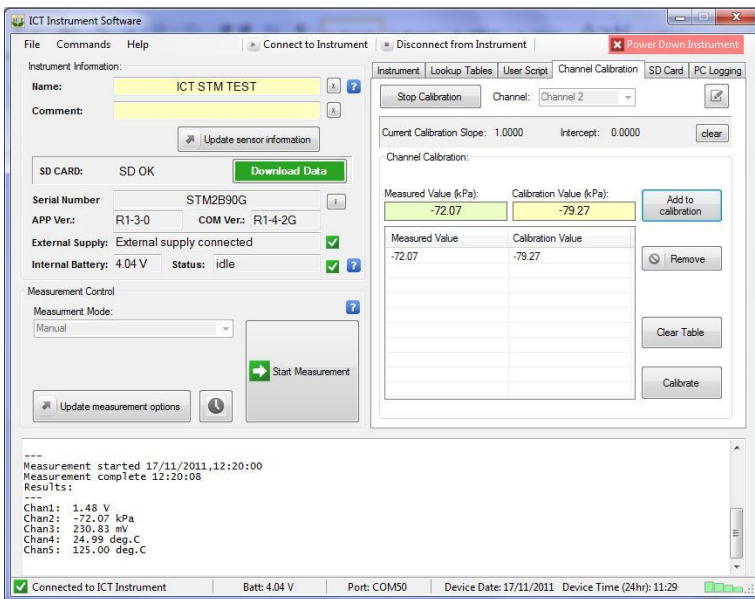 ICT Instrument Software
File Commands Help Connect to Instrument Disconnect from Instrument Power Down Instrument
Instrument Information:
Name: ICT STM TEST x ?
Comment: x
Update sensor information
SD CARD: SD OK Download Data
Serial Number STM2B90G
APP Ver.: R1-3-0 COM Ver.: R1-4-2G
External Supply: External supply connected
Internal Battery: 4.04 V Status: idle ?
Measurement Control
Measument Mode: ?
Manual
Start Measurement
Update measurement options
Instrument Lookup Tables User Script Channel Calibration SD Card PC Logging
Stop Calibration Channel: Channel 2
Current Calibration Slope: 1.0000 Intercept: 0.0000 clear
Channel Calibration:
Measured Value (kPa): Calibration Value (kPa):
-72.07 -79.27 Add to calibration
Measured Value Calibration Value
-72.07 -79.27
Remove
Clear Table
Calibrate
---
Measurement started 17/11/2011,12:20:00
Measurement complete 12:20:08
Results:
---
Chan1: 1.48 V
Chan2: -72.07 kPa
Chan3: 230.83 mV
Chan4: 24.99 deg.C
Chan5: 125.00 deg.C
Connected to ICT Instrument Batt: 4.04 V Port: COM50 Device Date: 17/11/2011 Device Time (24hr): 11:29